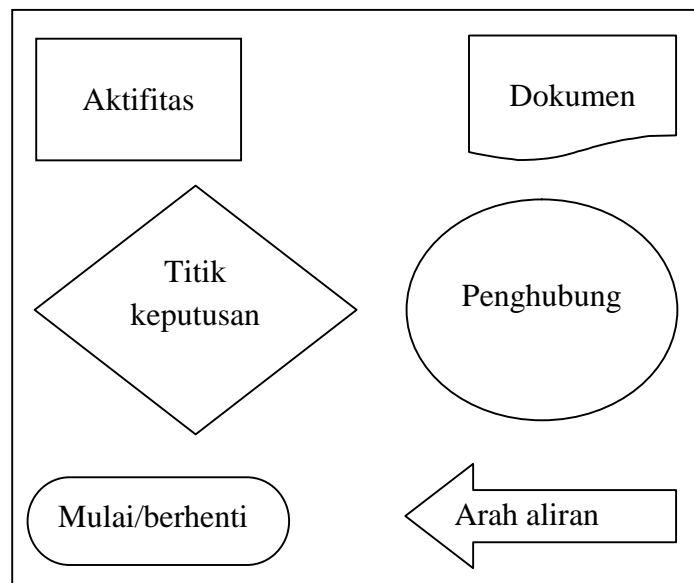 Aktifitas
Dokumen
Titik
keputusan
Penghubung
Mulai/berhenti
Arah aliran